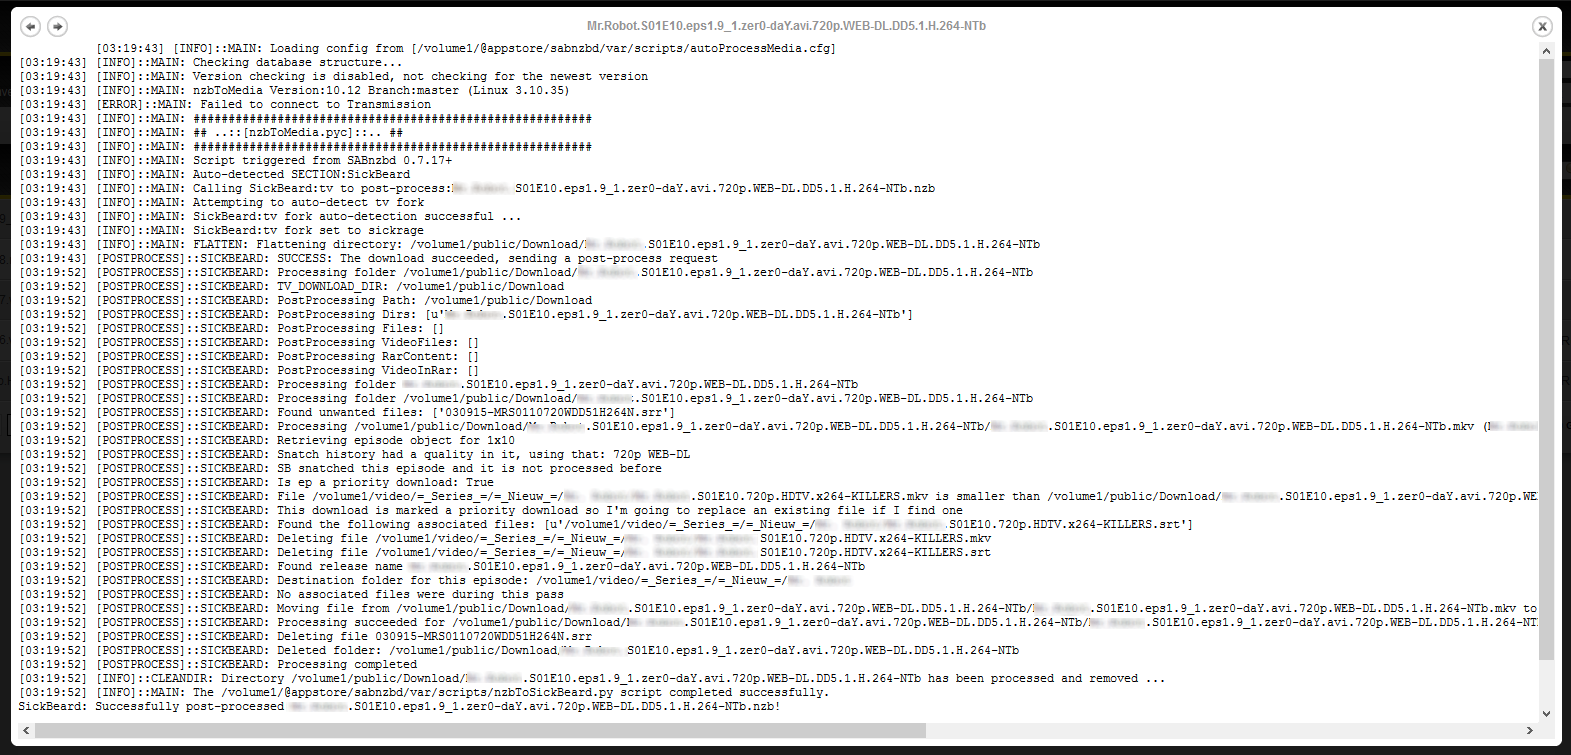 Mr.Robot.S01E10.eps1.9_1.zer0-daY.avi.720p.WEB-DL.DD5.1.H.264-NTb
[03:19:43] [INFO]::MAIN: Loading config from [/volume1/@appstore/sabnzbd/var/scripts/autoProcessMedia.cfg]
[03:19:43] [INFO]::MAIN: Checking database structure...
[03:19:43] [INFO]::MAIN: Version checking is disabled, not checking for the newest version
[03:19:43] [INFO]::MAIN: nzbToMedia Version:10.12 Branch:master (Linux 3.10.35)
[03:19:43] [ERROR]::MAIN: Failed to connect to Transmission
[03:19:43] [INFO]::MAIN: #########################################################
[03:19:43] [INFO]::MAIN: ## ..::[nzbToMedia.pyc]::.. ##
[03:19:43] [INFO]::MAIN: #########################################################
[03:19:43] [INFO]::MAIN: Script triggered from SABnzbd 0.7.17+
[03:19:43] [INFO]::MAIN: Auto-detected SECTION:SickBeard
[03:19:43] [INFO]::MAIN: Calling SickBeard:tv to post-process: .S01E10.eps1.9_1.zer0-daY.avi.720p.WEB-DL.DD5.1.H.264-NTb.nzb
[03:19:43] [INFO]::MAIN: Attempting to auto-detect tv fork
[03:19:43] [INFO]::MAIN: SickBeard:tv fork auto-detection successful ...
[03:19:43] [INFO]::MAIN: SickBeard:tv fork set to sickrage
[03:19:43] [INFO]::MAIN: FLATTEN: Flattening directory: /volume1/public/Download/ .S01E10.eps1.9_1.zer0-daY.avi.720p.WEB-DL.DD5.1.H.264-NTb
[03:19:43] [POSTPROCESS]::SICKBEARD: SUCCESS: The download succeeded, sending a post-process request
[03:19:52] [POSTPROCESS]::SICKBEARD: Processing folder /volume1/public/Download/ .S01E10.eps1.9_1.zer0-daY.avi.720p.WEB-DL.DD5.1.H.264-NTb
[03:19:52] [POSTPROCESS]::SICKBEARD: TV_DOWNLOAD_DIR: /volume1/public/Download
[03:19:52] [POSTPROCESS]::SICKBEARD: PostProcessing Path: /volume1/public/Download
[03:19:52] [POSTPROCESS]::SICKBEARD: PostProcessing Dirs: [u' .S01E10.eps1.9_1.zer0-daY.avi.720p.WEB-DL.DD5.1.H.264-NTb']
[03:19:52] [POSTPROCESS]::SICKBEARD: PostProcessing Files: []
[03:19:52] [POSTPROCESS]::SICKBEARD: PostProcessing VideoFiles: []
[03:19:52] [POSTPROCESS]::SICKBEARD: PostProcessing RarContent: []
[03:19:52] [POSTPROCESS]::SICKBEARD: PostProcessing VideoInRar: []
[03:19:52] [POSTPROCESS]::SICKBEARD: Processing folder .S01E10.eps1.9_1.zer0-daY.avi.720p.WEB-DL.DD5.1.H.264-NTb
[03:19:52] [POSTPROCESS]::SICKBEARD: Processing folder /volume1/public/Download/ .S01E10.eps1.9_1.zer0-daY.avi.720p.WEB-DL.DD5.1.H.264-NTb
[03:19:52] [POSTPROCESS]::SICKBEARD: Found unwanted files: ['030915-MRS0110720WDD51H264N.srr']
[03:19:52] [POSTPROCESS]::SICKBEARD: Processing /volume1/public/Download/ .S01E10.eps1.9_1.zer0-daY.avi.720p.WEB-DL.DD5.1.H.264-NTb/ .S01E10.eps1.9_1.zer0-daY.avi.720p.WEB-DL.DD5.1.H.264-NTb.mkv (
[03:19:52] [POSTPROCESS]::SICKBEARD: Retrieving episode object for 1x10
[03:19:52] [POSTPROCESS]::SICKBEARD: Snatch history had a quality in it, using that: 720p WEB-DL
[03:19:52] [POSTPROCESS]::SICKBEARD: SB snatched this episode and it is not processed before
[03:19:52] [POSTPROCESS]::SICKBEARD: Is ep a priority download: True
[03:19:52] [POSTPROCESS]::SICKBEARD: File /volume1/video/=_Series_=/=_Nieuw_=/ .S01E10.720p.HDTV.x264-KILLERS.mkv is smaller than /volume1/public/Download/ .S01E10.eps1.9_1.zer0-daY.avi.720p.WE
[03:19:52] [POSTPROCESS]::SICKBEARD: This download is marked a priority download so I'm going to replace an existing file if I find one
[03:19:52] [POSTPROCESS]::SICKBEARD: Found the following associated files: [u'/volume1/video/=_Series_=/=_Nieuw_=/ .S01E10.720p.HDTV.x264-KILLERS.srt']
[03:19:52] [POSTPROCESS]::SICKBEARD: Deleting file /volume1/video/=_Series_=/=_Nieuw_=/ S01E10.720p.HDTV.x264-KILLERS.mkv
[03:19:52] [POSTPROCESS]::SICKBEARD: Deleting file /volume1/video/=_Series_=/=_Nieuw_=/ S01E10.720p.HDTV.x264-KILLERS.srt
[03:19:52] [POSTPROCESS]::SICKBEARD: Found release name .S01E10.eps1.9_1.zer0-daY.avi.720p.WEB-DL.DD5.1.H.264-NTb
[03:19:52] [POSTPROCESS]::SICKBEARD: Destination folder for this episode: /volume1/video/=_Series_=/=_Nieuw_=/
[03:19:52] [POSTPROCESS]::SICKBEARD: No associated files were during this pass
[03:19:52] [POSTPROCESS]::SICKBEARD: Moving file from /volume1/public/Download/ .S01E10.eps1.9_1.zer0-daY.avi.720p.WEB-DL.DD5.1.H.264-NTb/ .S01E10.eps1.9_1.zer0-daY.avi.720p.WEB-DL.DD5.1.H.264-NTb.mkv to
[03:19:52] [POSTPROCESS]::SICKBEARD: Processing succeeded for /volume1/public/Download/ .S01E10.eps1.9_1.zer0-daY.avi.720p.WEB-DL.DD5.1.H.264-NTb/ .S01E10.eps1.9_1.zer0-daY.avi.720p.WEB-DL.DD5.1.H.264-NT
[03:19:52] [POSTPROCESS]::SICKBEARD: Deleting file 030915-MRS0110720WDD51H264N.srr
[03:19:52] [POSTPROCESS]::SICKBEARD: Deleted folder: /volume1/public/Download/ S01E10.eps1.9_1.zer0-daY.avi.720p.WEB-DL.DD5.1.H.264-NTb
[03:19:52] [POSTPROCESS]::SICKBEARD: Processing completed
[03:19:52] [INFO]::CLEANDIR: Directory /volume1/public/Download/ .S01E10.eps1.9_1.zer0-daY.avi.720p.WEB-DL.DD5.1.H.264-NTb has been processed and removed ...
[03:19:52] [INFO]::MAIN: The /volume1/@appstore/sabnzbd/var/scripts/nzbToSickBeard.py script completed successfully.
SickBeard: Successfully post-processed .S01E10.eps1.9_1.zer0-daY.avi.720p.WEB-DL.DD5.1.H.264-NTb.nzb!